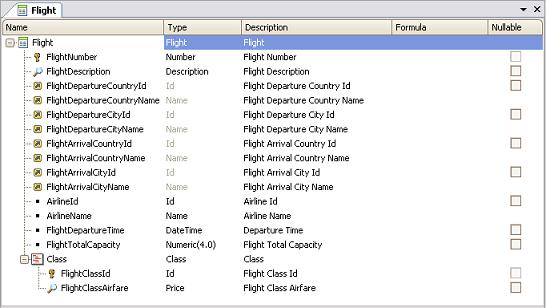 Flight
Name Type Description Formula Nullable
Flight Flight Flight
FlightNumber Number Flight Number
FlightDescription Description Flight Description
FlightDepartureCountryId Id Flight Departure Country Id
FlightDepartureCountryName Name Flight Departure Country Name
FlightDepartureCityId Id Flight Departure City Id
FlightDepartureCityName Name Flight Departure City Name
FlightArrivalCountryId Id Flight Arrival Country Id
FlightArrivalCountryName Name Flight Arrival Country Name
FlightArrivalCityId Id Flight Arrival City Id
FlightArrivalCityName Name Flight Arrival City Name
AirlineId Id Airline Id
AirlineName Name Airline Name
FlightDepartureTime DateTime Departure Time
FlightTotalCapacity Numeric(4.0) Flight Total Capacity
Class Class Class
FlightClassId Id Flight Class Id
FlightClassAirfare Price Flight Class Airfare